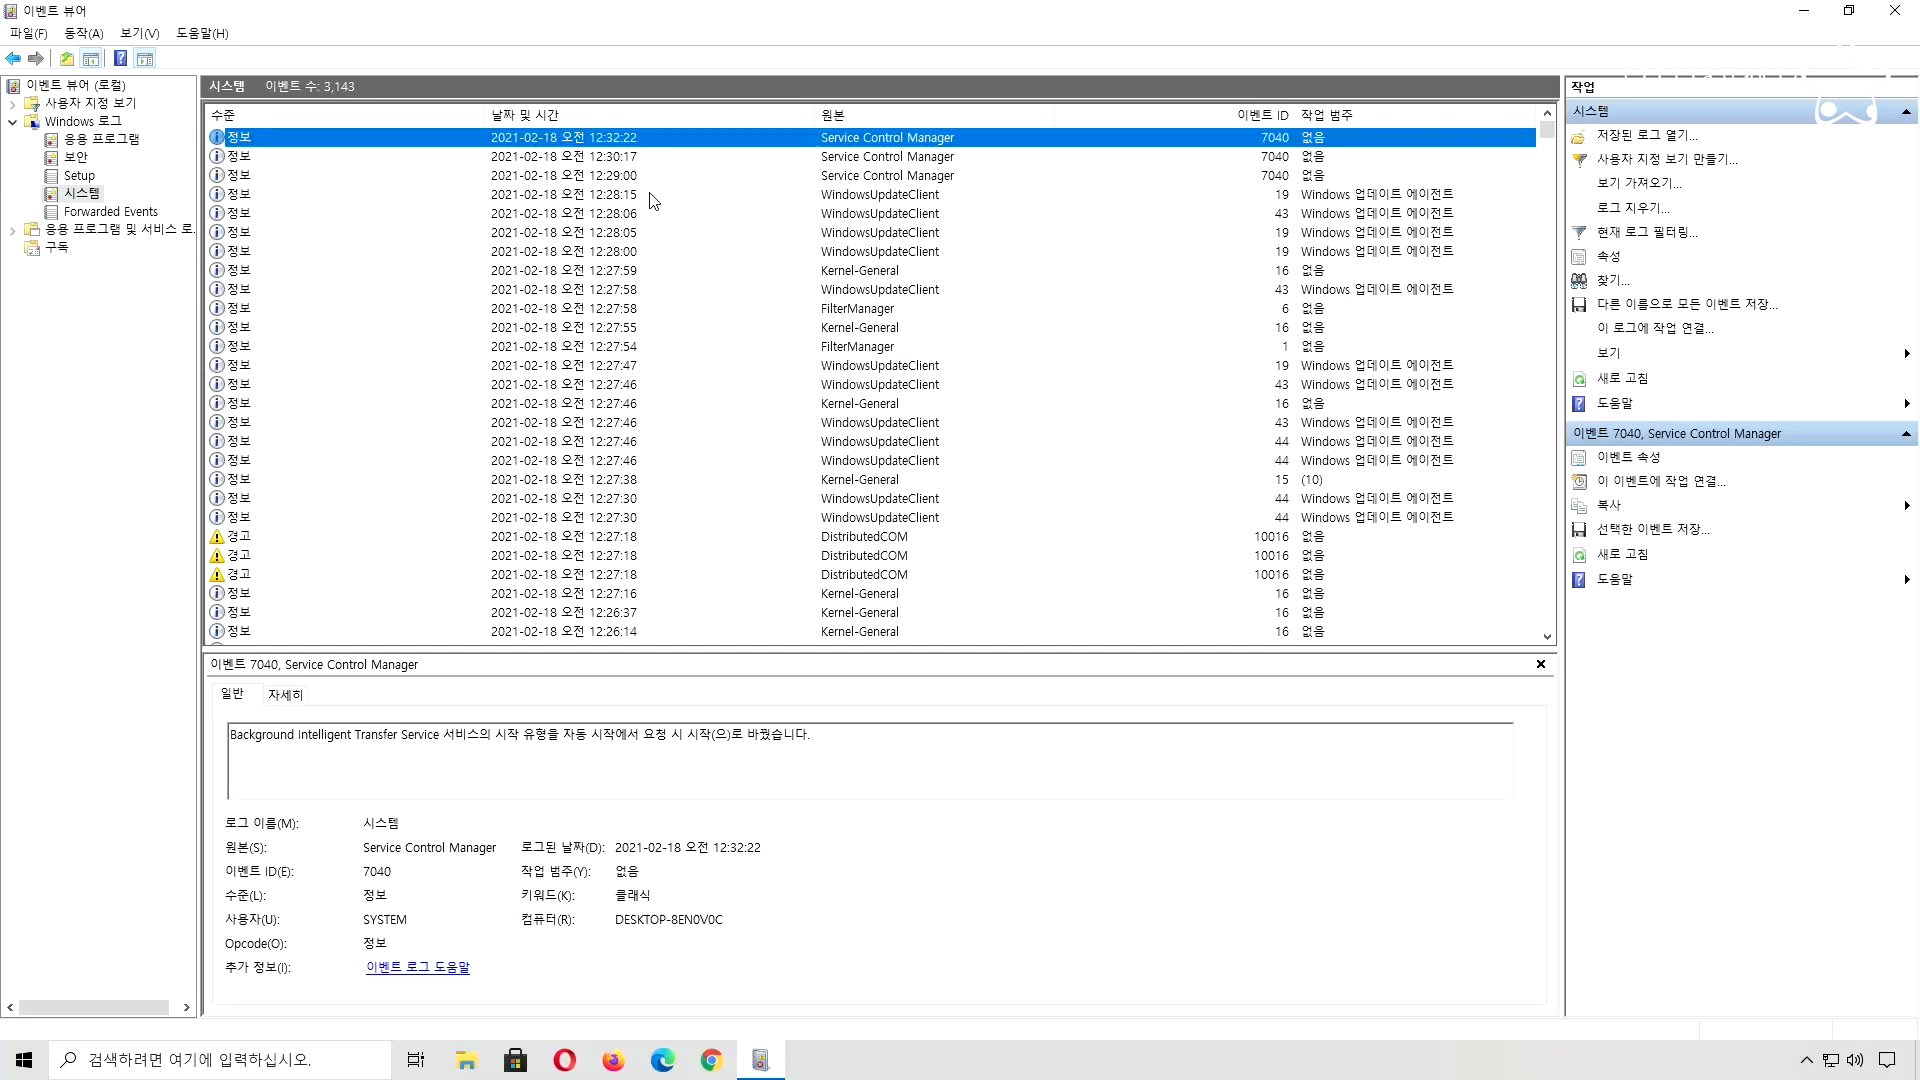 이벤트 뷰어
파일(F) 동작(A) 보기(V) 도움말(H)
이벤트 뷰어 (로컬)
사용자 지정 보기
Windows 로그
응용 프로그램
보안
Setup
시스템
Forwarded Events
응용 프로그램 및 서비스 로.
구독
시스템 이벤트 수: 3,143
수준 날짜 및 시간 원본 이벤트 ID 작업 범주
정보 2021-02-18 오전 12:32:22 Service Control Manager 7040 없음
정보 2021-02-18 오전 12:30:17 Service Control Manager 7040 없음
정보 2021-02-18 오전 12:29:00 Service Control Manager 7040 없음
정보 2021-02-18 오전 12:28:15 WindowsUpdateClient 19 Windows 업데이트 에이전트
정보 2021-02-18 오전 12:28:06 WindowsUpdateClient 43 Windows 업데이트 에이전트
정보 2021-02-18 오전 12:28:05 WindowsUpdateClient 19 Windows 업데이트 에이전트
정보 2021-02-18 오전 12:28:00 WindowsUpdateClient 19 Windows 업데이트 에이전트
정보 2021-02-18 오전 12:27:59 Kernel-General 16 없음
정보 2021-02-18 오전 12:27:58 WindowsUpdateClient 43 Windows 업데이트 에이전트
정보 2021-02-18 오전 12:27:58 FilterManager 6 없음
정보 2021-02-18 오전 12:27:55 Kernel-General 16 없음
정보 2021-02-18 오전 12:27:54 FilterManager 1 없음
정보 2021-02-18 오전 12:27:47 WindowsUpdateClient 19 Windows 업데이트 에이전트
정보 2021-02-18 오전 12:27:46 WindowsUpdateClient 43 Windows 업데이트 에이전트
정보 2021-02-18 오전 12:27:46 Kernel-General 16 없음
정보 2021-02-18 오전 12:27:46 WindowsUpdateClient 43 Windows 업데이트 에이전트
정보 2021-02-18 오전 12:27:46 WindowsUpdateClient 44 Windows 업데이트 에이전트
정보 2021-02-18 오전 12:27:46 WindowsUpdateClient 44 Windows 업데이트 에이전트
정보 2021-02-18 오전 12:27:38 Kernel-General 15 (10)
정보 2021-02-18 오전 12:27:30 WindowsUpdateClient 44 Windows 업데이트 에이전트
정보 2021-02-18 오전 12:27:30 WindowsUpdateClient 44 Windows 업데이트 에이전트
경고 2021-02-18 오전 12:27:18 DistributedCOM 10016 없음
경고 2021-02-18 오전 12:27:18 DistributedCOM 10016 없음
경고 2021-02-18 오전 12:27:18 DistributedCOM 10016 없음
정보 2021-02-18 오전 12:27:16 Kernel-General 16 없음
정보 2021-02-18 오전 12:26:37 Kernel-General 16 없음
정보 2021-02-18 오전 12:26:14 Kernel-General 16 없음
이벤트 7040, Service Control Manager
일반 자세히
Background Intelligent Transfer Service 서비스의 시작 유형을 자동 시작에서 요청 시 시작(으)로 바꿨습니다.
로그 이름(M): 시스템
원본(S): Service Control Manager 로그된 날짜(D): 2021-02-18 오전 12:32:22
이벤트 ID(E): 7040 작업 범주(Y): 없음
수준(L): 정보 키워드(K): 클래식
사용자(U): SYSTEM 컴퓨터(R): DESKTOP-8EN0V0C
Opcode(O): 정보
추가 정보(I): 이벤트 로그 도움말
작업
시스템
저장된 로그 열기...
사용자 지정 보기 만들기...
보기 가져오기...
로그 지우기...
현재 로그 필터링...
속성
찾기...
다른 이름으로 모든 이벤트 저장...
이 로그에 작업 연결...
보기
새로 고침
도움말
이벤트 7040, Service Control Manager
이벤트 속성
이 이벤트에 작업 연결...
복사
선택한 이벤트 저장...
새로 고침
도움말
검색하려면 여기에 입력하십시오.